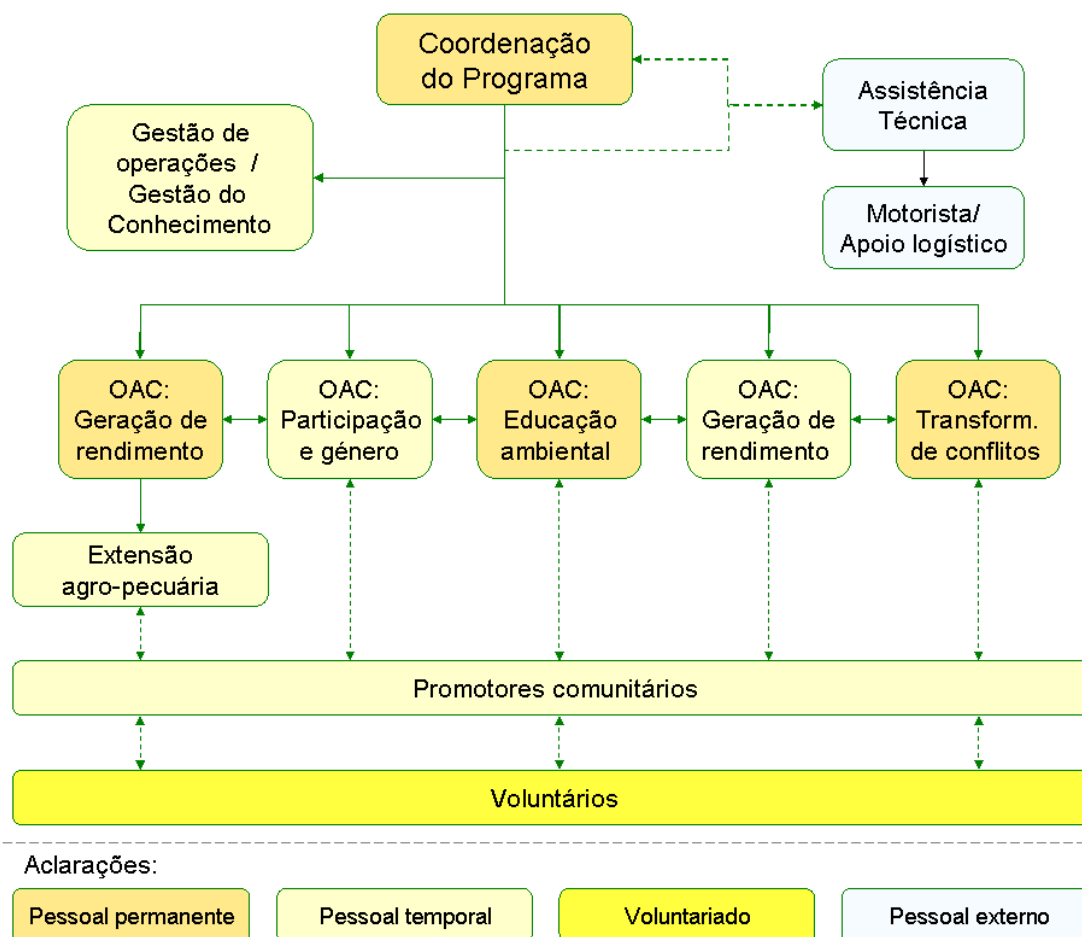 Coordenação
do Programa
Assistência
Técnica
Gestão de
operações /
Gestão do
Conhecimento
Motorista/
Apoio logístico
OAC:
Geração de
rendimento
OAC:
Participação
e género
OAC:
Educação
ambiental
OAC:
Geração de
rendimento
OAC:
Transform.
de conflitos
Extensão
agro-pecuária
Promotores comunitários
Voluntários
Aclarações:
Pessoal permanente
Pessoal temporal
Voluntariado
Pessoal externo